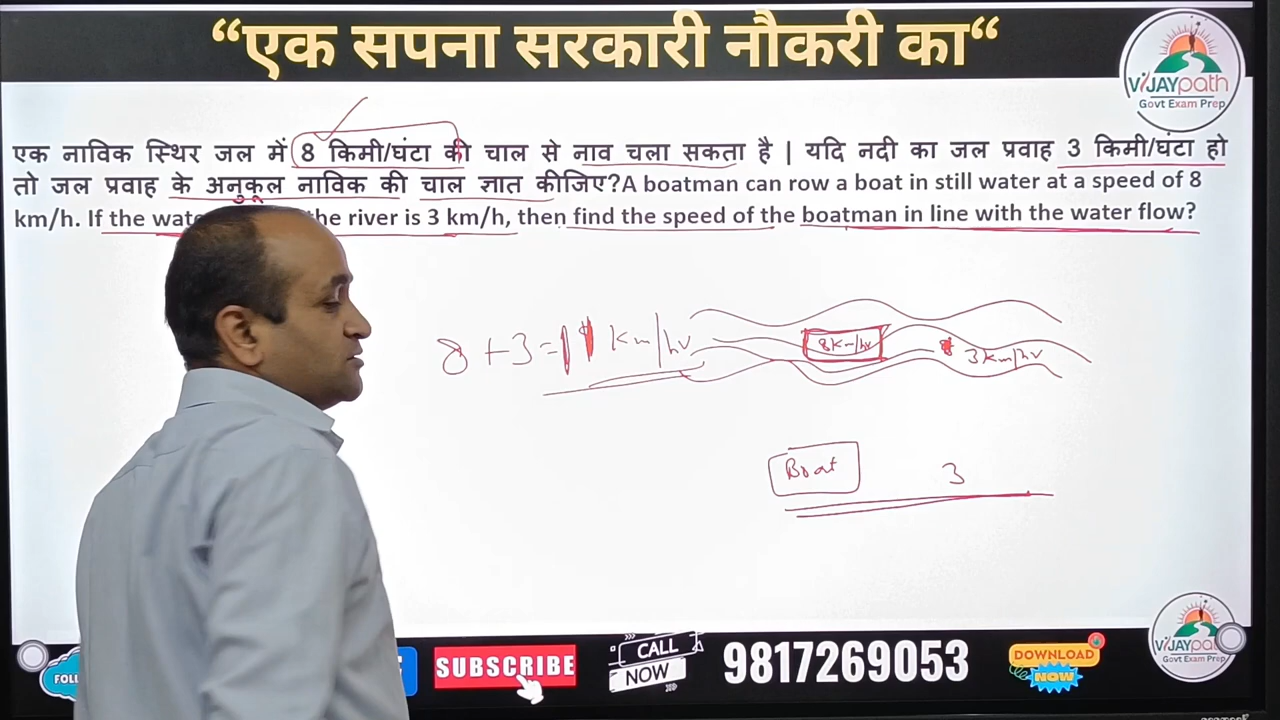 “एक सपना सरकारी नौकरी का“
VIJAYpath
Govt Exam Prep
एक नाविक स्थिर जल में 8 किमी/घंटा की चाल से नाव चला सकता है | यदि नदी का जल प्रवाह 3 किमी/घंटा हो
तो जल प्रवाह के अनुकूल नाविक की चाल ज्ञात कीजिए?A boatman can row a boat in still water at a speed of 8
km/h. If the the river is 3 km/h, then find the speed of the boatman in line with the water flow?
8 + 3 = 11 km/hr
8km/hr
3km/hr
Boat 3
SUBSCRIBE
CALL
NOW
9817269053
DOWNLOAD
NOW
Govt Exam Prep